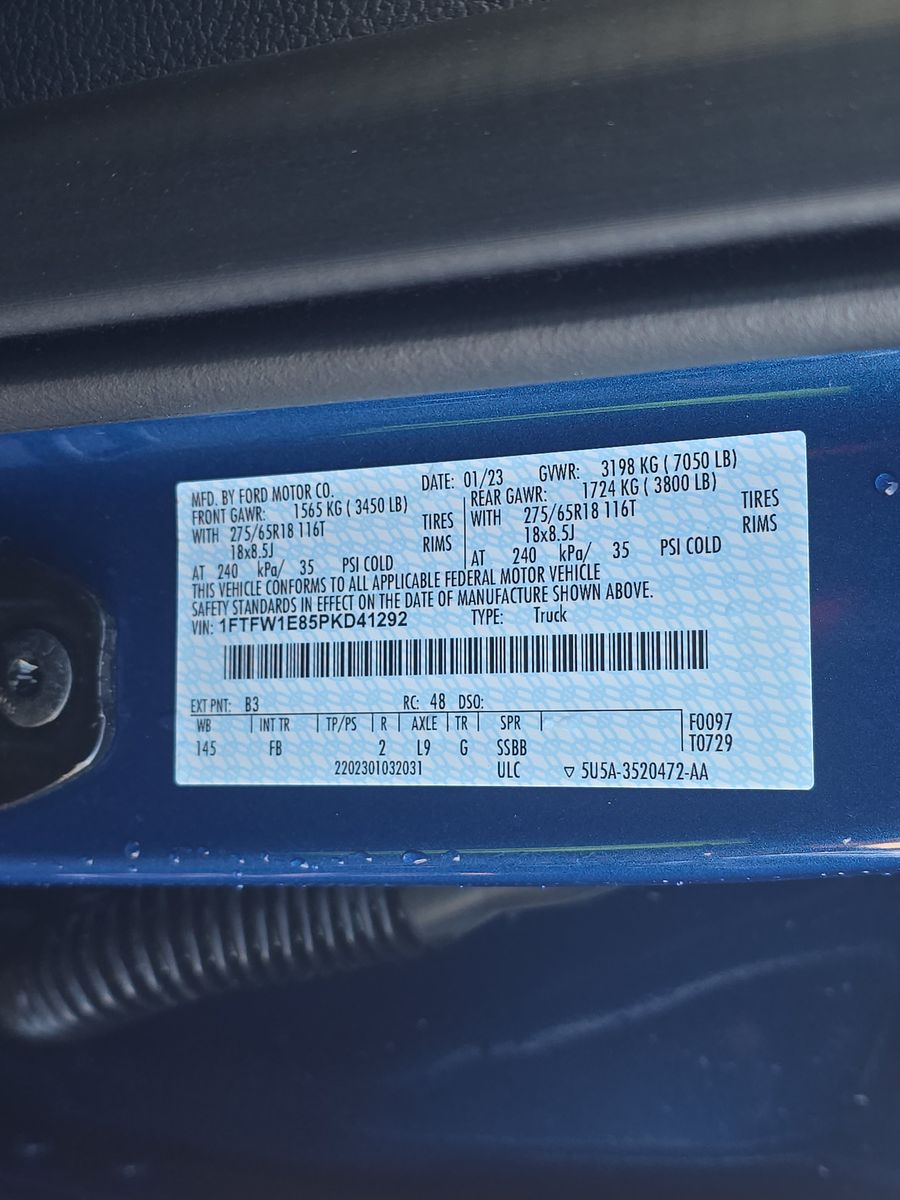 MFD. BY FORD MOTOR CO. DATE: 01/23 GVWR: 3198 KG ( 7050 LB)
FRONT GAWR: 1565 KG ( 3450 LB) REAR GAWR: 1724 KG ( 3800 LB)
WITH 275/65R18 116T TIRES WITH 275/65R18 116T TIRES
18x8.5J RIMS 18x8.5J RIMS
AT 240 kPa/ 35 PSI COLD AT 240 kPa/ 35 PSI COLD
THIS VEHICLE CONFORMS TO ALL APPLICABLE FEDERAL MOTOR VEHICLE
SAFETY STANDARDS IN EFFECT ON THE DATE OF MANUFACTURE SHOWN ABOVE.
VIN: 1FTFW1E85PKD41292 TYPE: Truck
EXT PNT: B3 RC: 48 DSO:
WB INT TR TP/PS R AXLE TR SPR F0097
145 FB 2 L9 G SSBB T0729
2202301032031 ULC ▽ 5U5A-3520472-AA